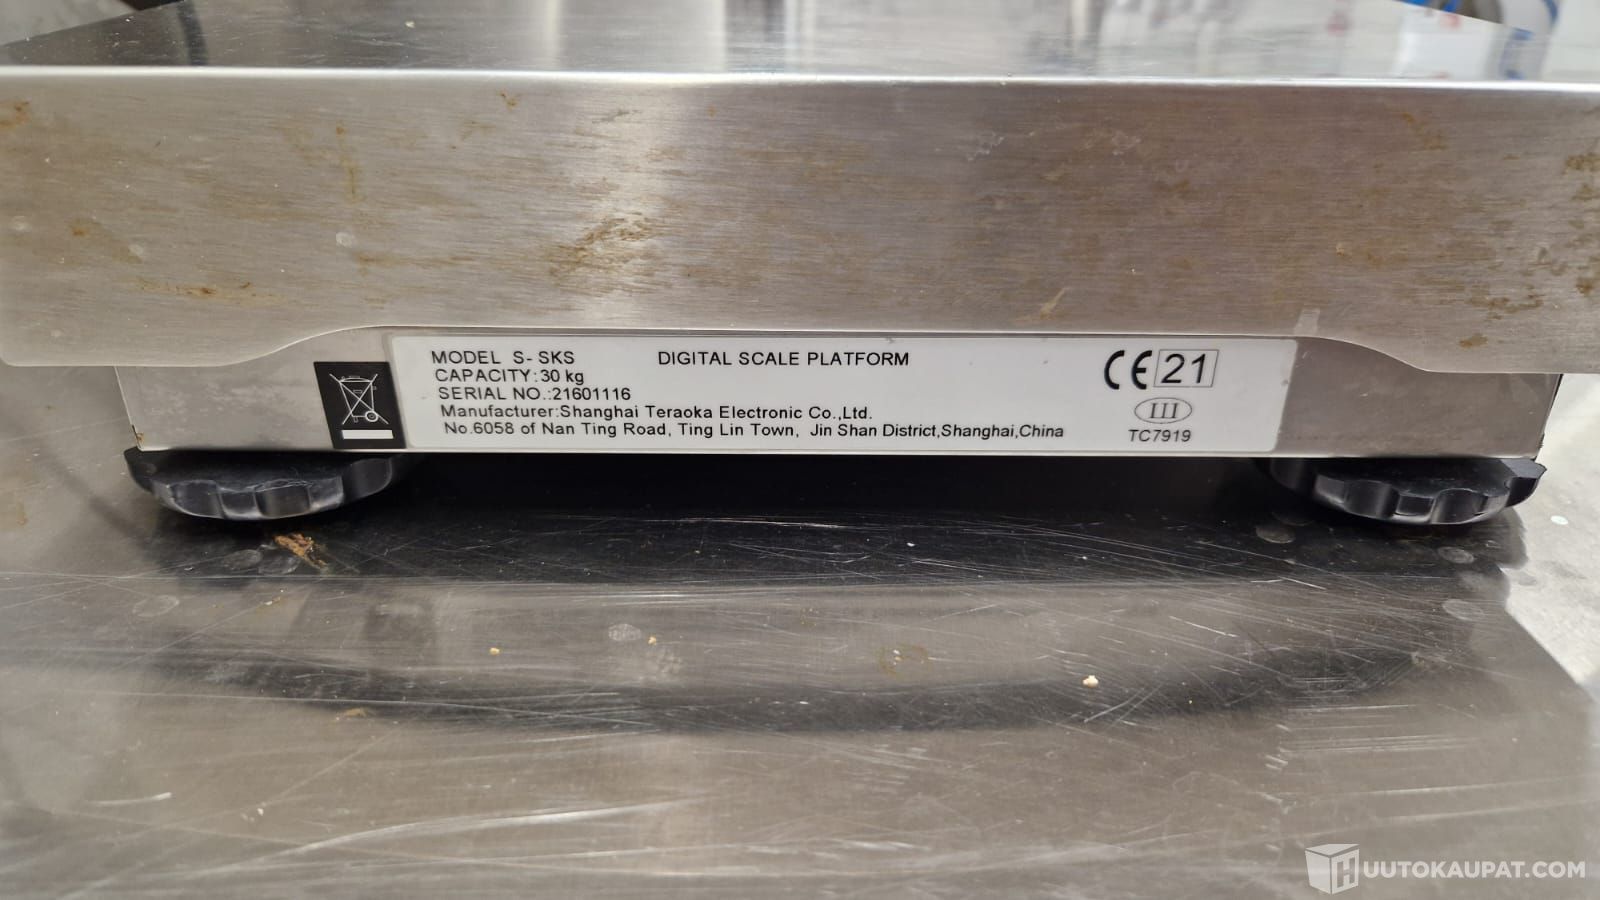 MODEL S-SKS DIGITAL SCALE PLATFORM
CAPACITY:30 kg
SERIAL NO.:21601116
Manufacturer:Shanghai Teraoka Electronic Co.,Ltd.
No.6058 of Nan Ting Road, Ting Lin Town, Jin Shan District,Shanghai,China
CE 21
III
TC7919
HUUTOKAUPAT.COM